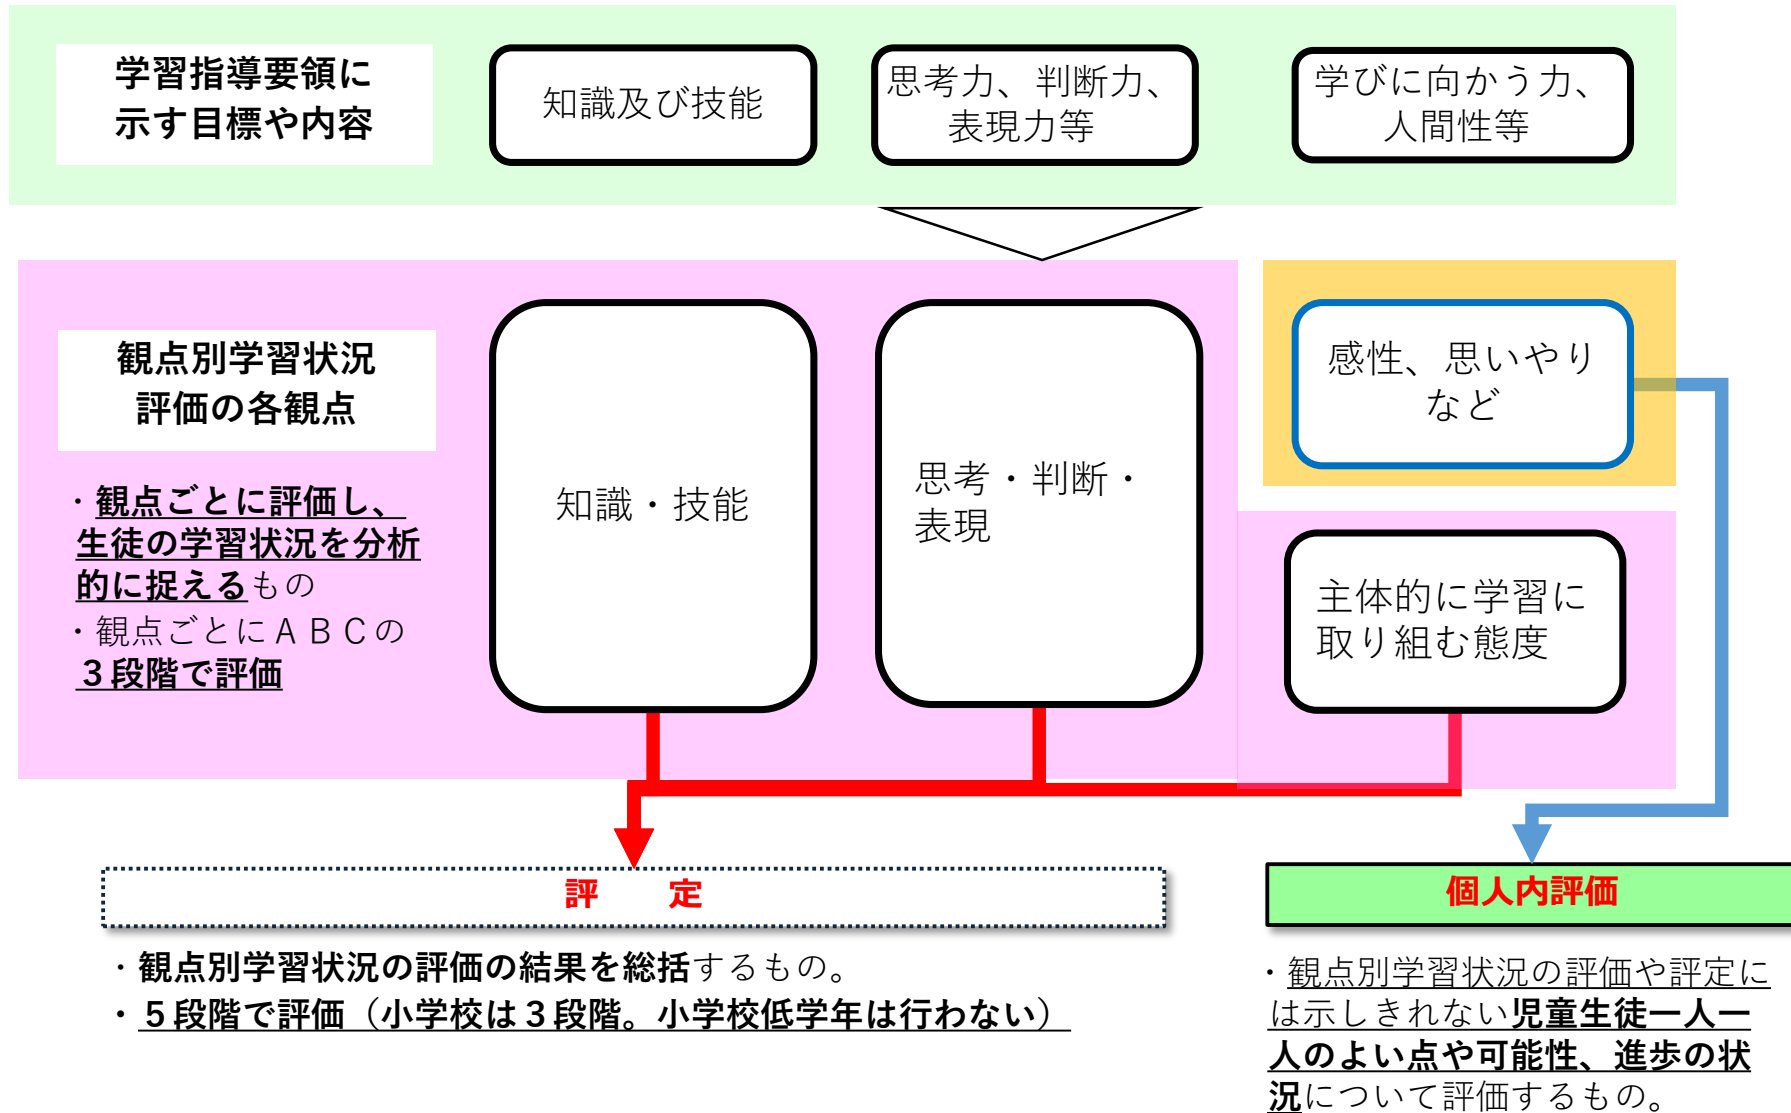 学習指導要領に
示す目標や内容
知識及び技能
思考力、判断力、
表現力等
学びに向かう力、
人間性等
観点別学習状況
評価の各観点
・観点ごとに評価し、
生徒の学習状況を分析
的に捉えるもの
・観点ごとにＡＢＣの
３段階で評価
知識・技能
思考・判断・
表現
感性、思いやり
など
主体的に学習に
取り組む態度
評　定
・観点別学習状況の評価の結果を総括するもの。
・５段階で評価（小学校は３段階。小学校低学年は行わない）
個人内評価
・観点別学習状況の評価や評定に
は示しきれない児童生徒一人一
人のよい点や可能性、進歩の状
況について評価するもの。